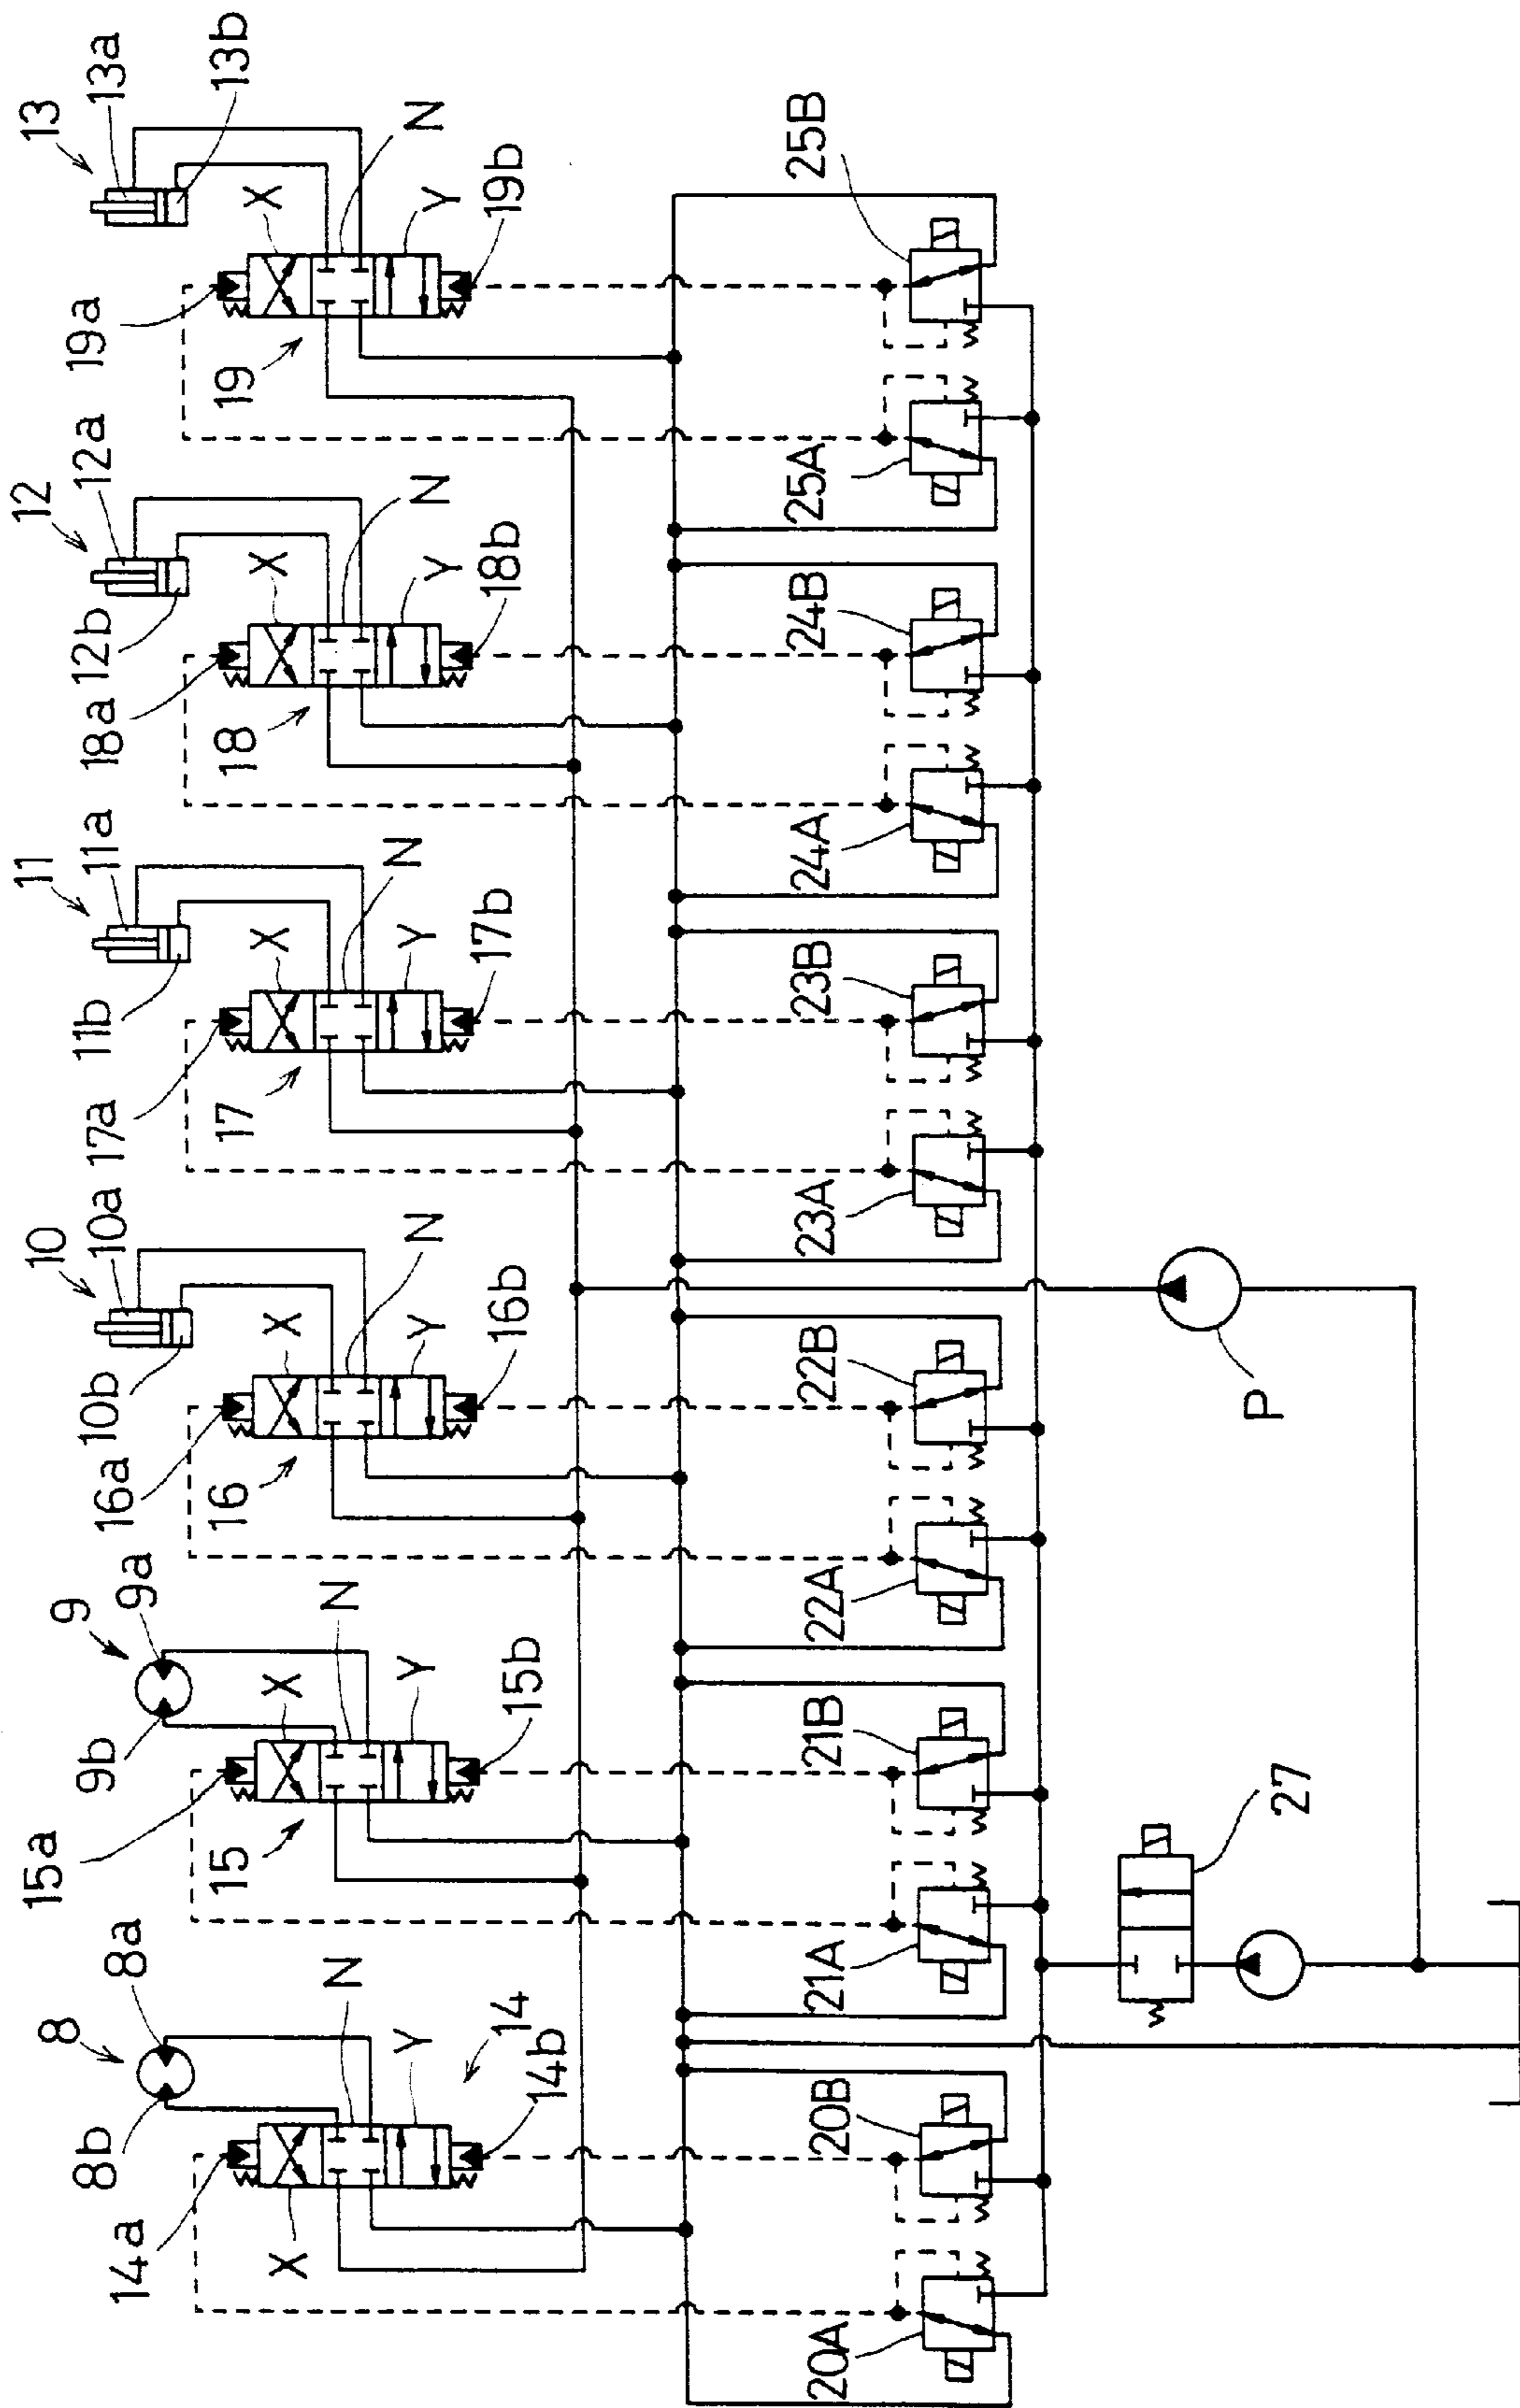 13
13a
13b
N
X
Y
19a
19b
19
25B
25A
12
12a
12b
N
X
Y
18a
18b
18
24B
24A
11
11a
11b
N
X
Y
17a
17b
17
23B
23A
10
10a
10b
N
X
Y
16a
16b
16
22B
22A
P
9
9a
9b
N
X
Y
15a
15b
15
21B
21A
27
8
8a
8b
N
Y
X
14
14a
14b
20B
20A